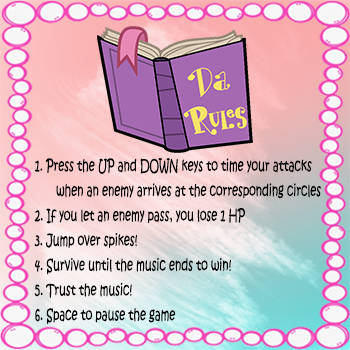 Da
Rules
1. Press the UP and DOWN keys to time your attacks
when an enemy arrives at the corresponding circles
2. If you let an enemy pass, you lose 1 HP
3. Jump over spikes!
4. Survive until the music ends to win!
5. Trust the music!
6. Space to pause the game